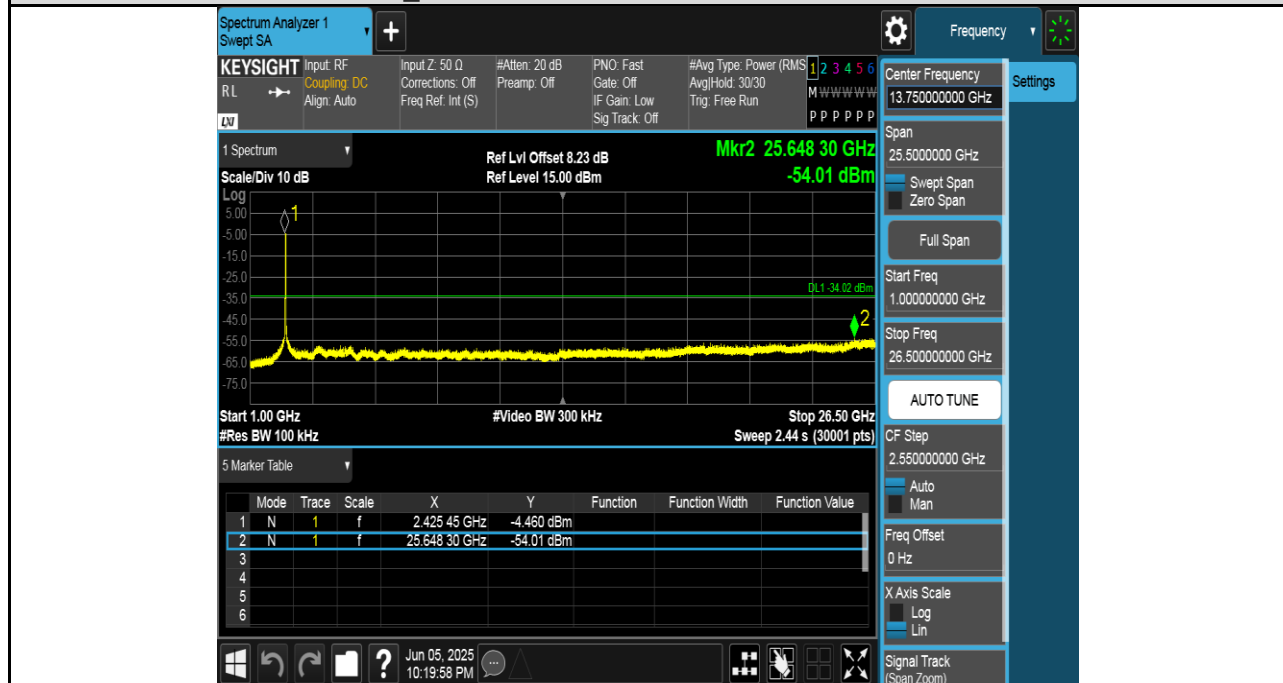 Spectrum Analyzer 1
Swept SA
+
Frequency
KEYSIGHT
RL
LXI
Input: RF
Coupling: DC
Align: Auto
Input Z: 50 Ω
Corrections: Off
Freq Ref: Int (S)
#Atten: 20 dB
Preamp: Off
PNO: Fast
Gate: Off
IF Gain: Low
Sig Track: Off
#Avg Type: Power (RMS
Avg|Hold: 30/30
Trig: Free Run
1 2 3 4 5 6
M W W W W W
P P P P P P
Center Frequency
13.750000000 GHz
Settings
1 Spectrum
Ref Lvl Offset 8.23 dB
Mkr2 25.648 30 GHz
Scale/Div 10 dB
Ref Level 15.00 dBm
-54.01 dBm
Span
25.5000000 GHz
Swept Span
Zero Span
Full Span
Start Freq
1.000000000 GHz
Stop Freq
26.500000000 GHz
AUTO TUNE
CF Step
2.550000000 GHz
Auto
Man
Freq Offset
0 Hz
X Axis Scale
Log
Lin
Signal Track
(Span Zoom)
Log
5.00
-5.00
-15.0
-25.0
-35.0
-45.0
-55.0
-65.0
-75.0
1
DL1 -34.02 dBm
2
Start 1.00 GHz
#Video BW 300 kHz
Stop 26.50 GHz
#Res BW 100 kHz
Sweep 2.44 s (30001 pts)
5 Marker Table
Mode Trace Scale X Y Function Function Width Function Value
1 N 1 f 2.425 45 GHz -4.460 dBm
2 N 1 f 25.648 30 GHz -54.01 dBm
3
4
5
6
?
Jun 05, 2025
10:19:58 PM